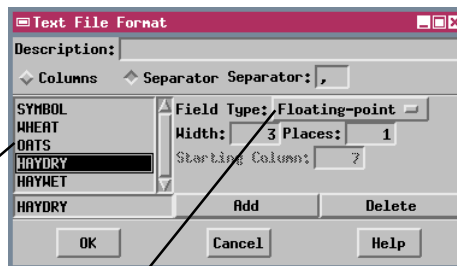 Text File Format
Description:
Columns Separator Separator: ,
SYMBOL
WHEAT
OATS
HAYDRY
HAYWET
HAYDRY
Field Type: Floating-point
Width: 3 Places: 1
Starting Column: 7
Add Delete
OK Cancel Help